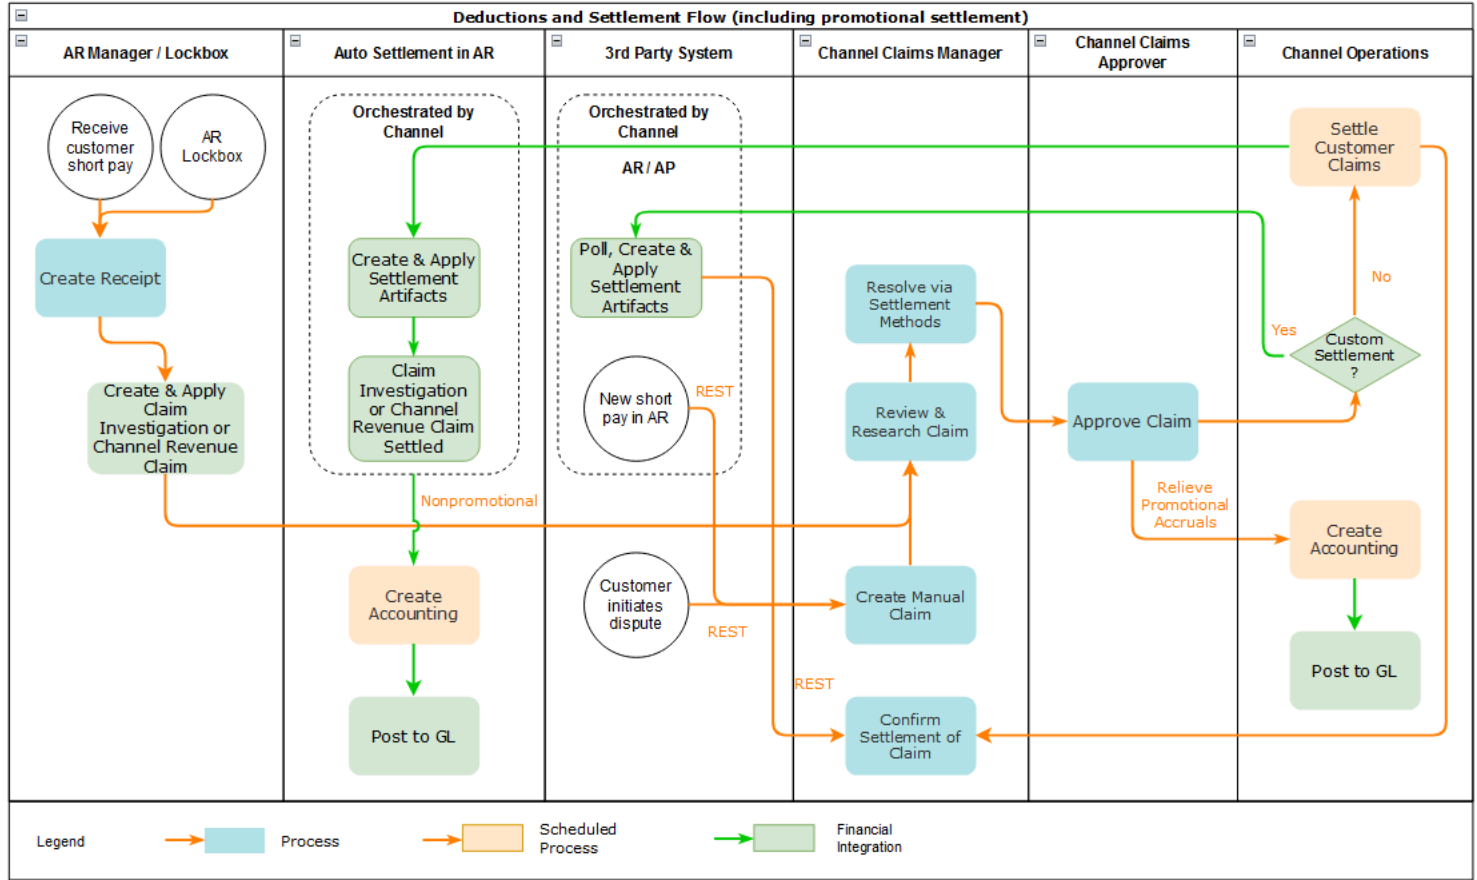 Deductions and Settlement Flow (including promotional settlement)
AR Manager / Lockbox
Auto Settlement in AR
3rd Party System
Channel Claims Manager
Channel Claims
Approver
Channel Operations
Receive
customer
short pay
AR
Lockbox
Create Receipt
Create & Apply
Claim
Investigation or
Channel Revenue
Claim
Orchestrated by
Channel
Create & Apply
Settlement
Artifacts
Claim
Investigation
or Channel
Revenue Claim
Settled
Nonpromotional
Create
Accounting
Post to GL
Orchestrated by
Channel
AR / AP
Poll, Create &
Apply
Settlement
Artifacts
New short
pay in AR
REST
Customer
initiates
dispute
REST
REST
Resolve via
Settlement
Methods
Review &
Research Claim
Create Manual
Claim
Confirm
Settlement of
Claim
Approve Claim
Relieve
Promotional
Accruals
Settle
Customer
Claims
No
Yes
Custom
Settlement
?
Create
Accounting
Post to GL
Legend
Process
Scheduled
Process
Financial
Integration